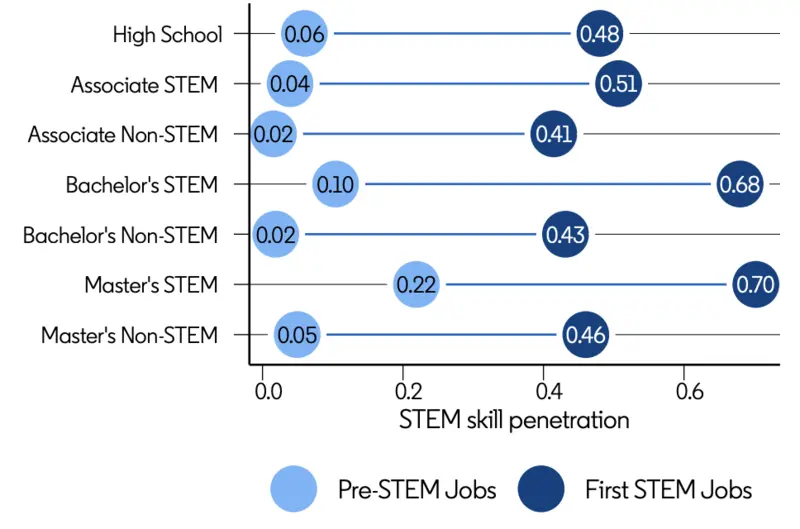 High School 0.06 0.48
Associate STEM 0.04 0.51
Associate Non-STEM 0.02 0.41
Bachelor's STEM 0.10 0.68
Bachelor's Non-STEM 0.02 0.43
Master's STEM 0.22 0.70
Master's Non-STEM 0.05 0.46
0.0 0.2 0.4 0.6
STEM skill penetration
Pre-STEM Jobs First STEM Jobs